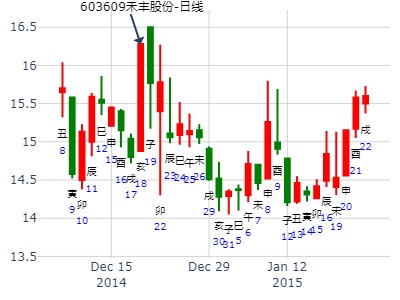 603609禾丰股份-日线
16.5
16
15.5
15
14.5
14
13.5
丑
8
寅
9
卯
10
辰
11
巳
12
申
15
酉
16
戌
17
亥
18
子
19
卯
22
辰
23
巳
24
午
25
未
26
戌
29
亥
30
子
31
巳
5
午
6
未
7
申
8
酉
9
子
12
丑
13
寅
14
卯
15
辰
16
未
19
申
20
酉
21
戌
22
Dec 15
2014
Dec 29
Jan 12
2015